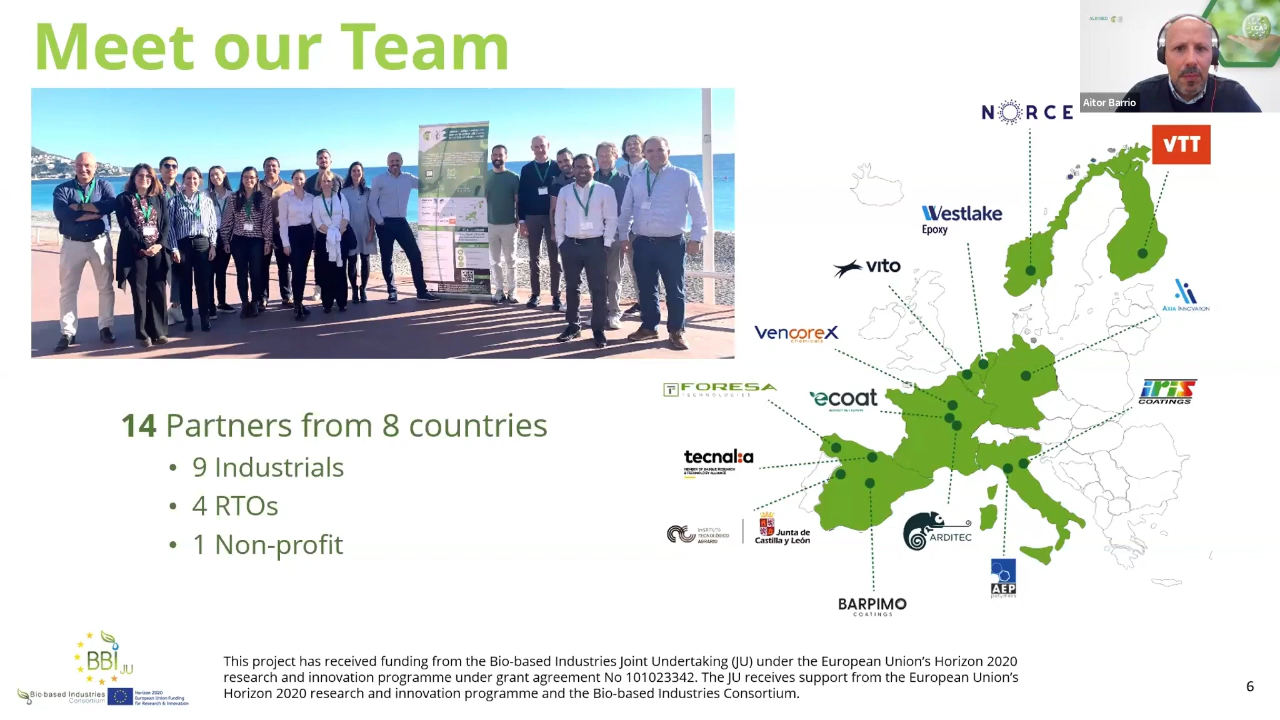 Meet our Team
Aitor Barrio
NORCE
VTT
Westlake
Epoxy
vito
AXIA INNOVATION
vencorex
chemicals
FORESA
TECHNOLOGIES
ecoat
iris
COATINGS
14 Partners from 8 countries
• 9 Industrials
• 4 RTOs
• 1 Non-profit
tecnalia
MEMBER OF BASQUE RESEARCH
& TECHNOLOGY ALLIANCE
INSTITUTO
TECNOLÓGICO
AGRARIO
Junta de
Castilla y León
ARDITEC
AEP
polymers
BARPIMO
COATINGS
BBI JU
Bio-based Industries
Consortium
Horizon 2020
European Union Funding
for Research & Innovation
This project has received funding from the Bio-based Industries Joint Undertaking (JU) under the European Union's Horizon 2020
research and innovation programme under grant agreement No 101023342. The JU receives support from the European Union's
Horizon 2020 research and innovation programme and the BIo-based Industries Consortium.
6